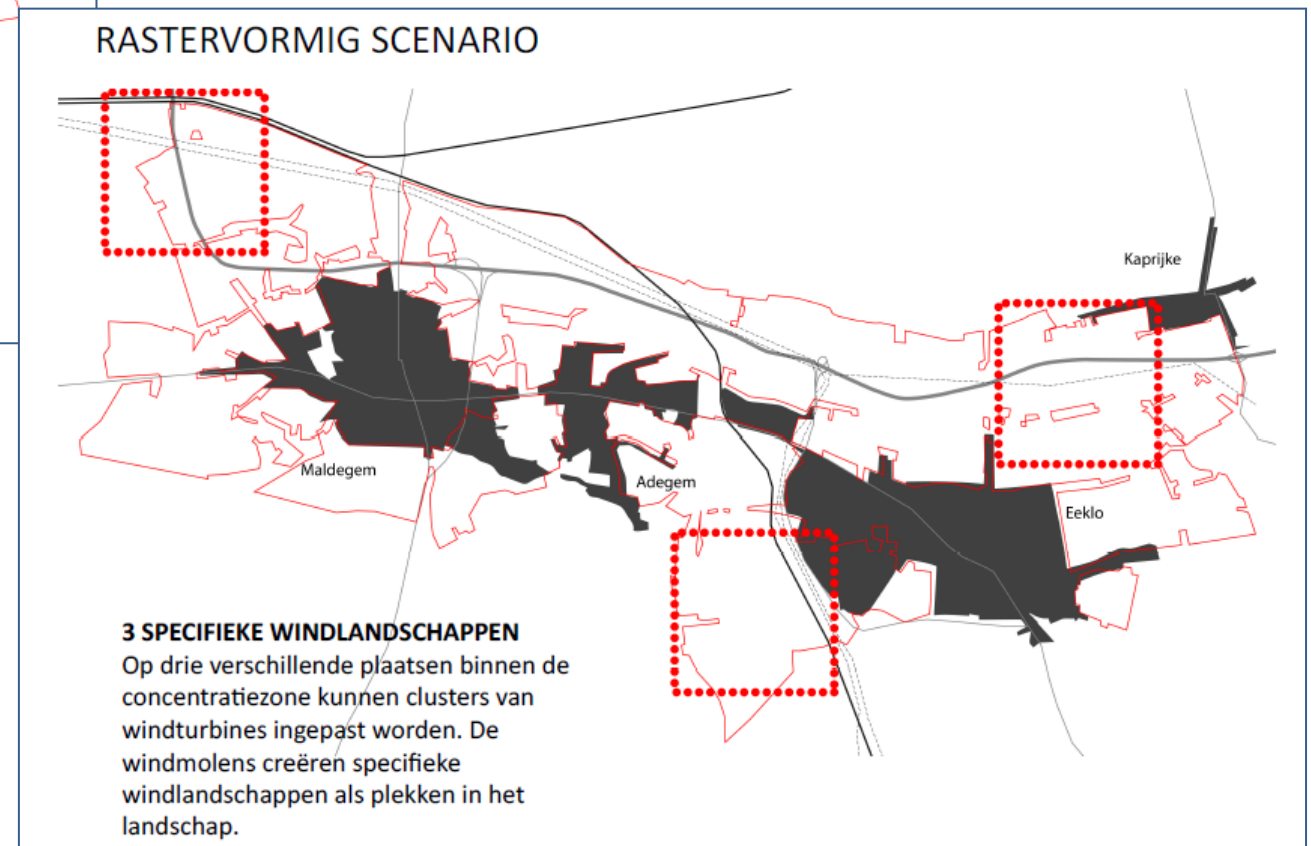 RASTERVORMIG SCENARIO
Kaprijke
Maldegem
Adegem
Eeklo
3 SPECIFIEKE WINDLANDSCHAPPEN
Op drie verschillende plaatsen binnen de
concentratiezone kunnen clusters van
windturbines ingepast worden. De
windmolens creëren specifieke
windlandschappen als plekken in het
landschap.